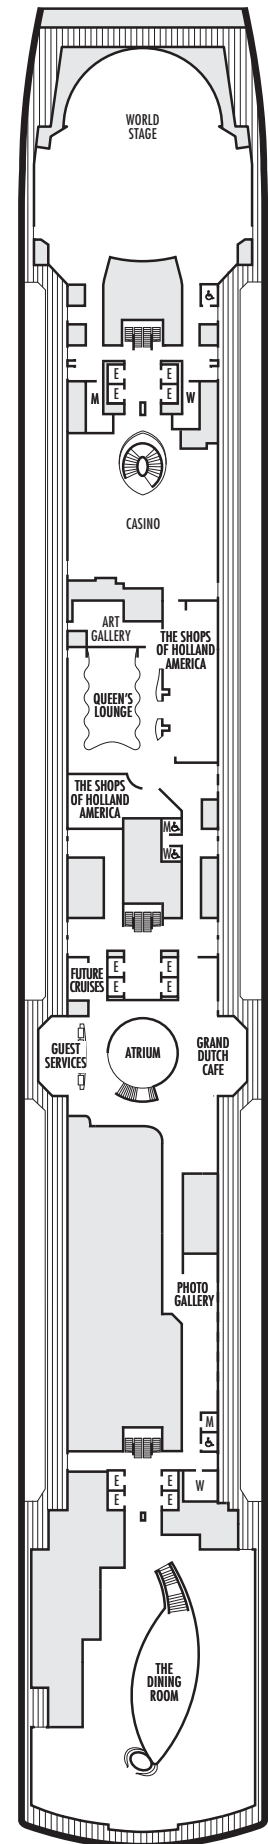 WORLD
STAGE
E E
E E
M W
CASINO
ART
GALLERY
THE SHOPS
OF HOLLAND
AMERICA
QUEEN'S
LOUNGE
THE SHOPS
OF HOLLAND
AMERICA
M
W
E E
E E
FUTURE
CRUISES
GUEST
SERVICES
ATRIUM
GRAND
DUTCH
CAFE
PHOTO
GALLERY
M
E E
E E
W
THE
DINING
ROOM